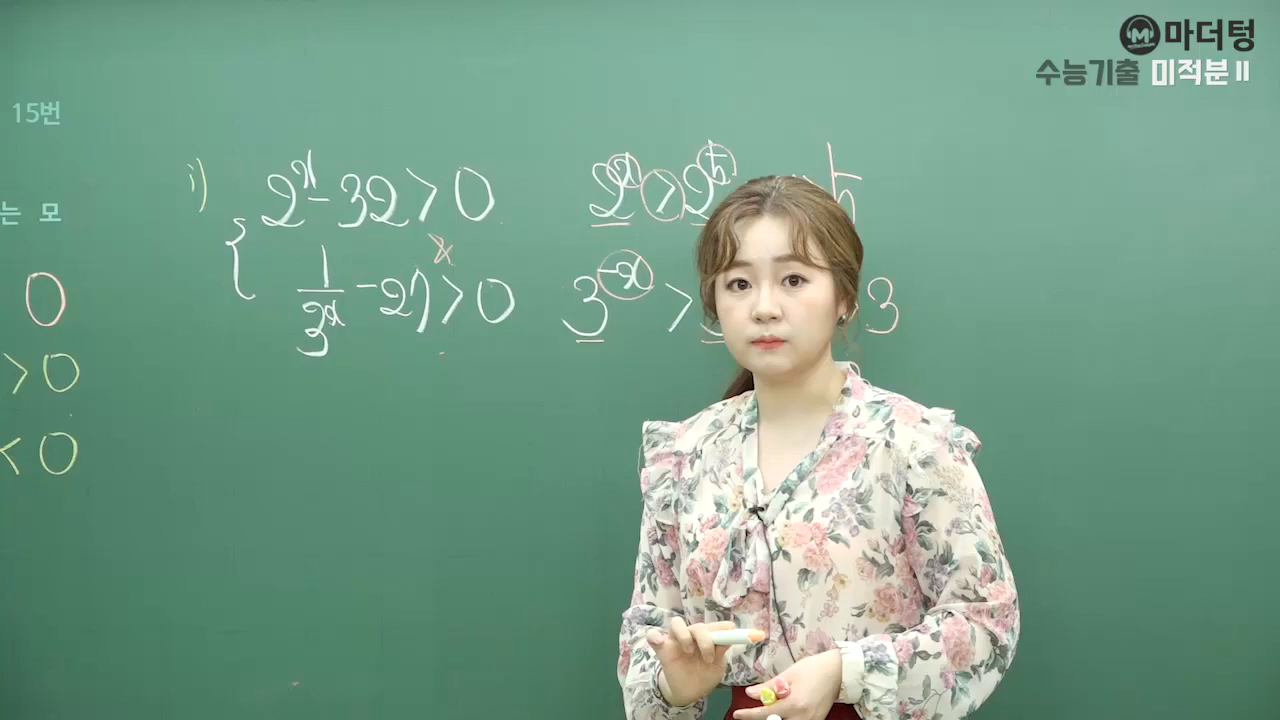 마더텅
수능기출 미적분 II
15번
는 모
0
> 0
< 0
i)
2^x - 32 > 0
2^x > 2^5
5
1/3^x - 27 > 0
3^-x >
3